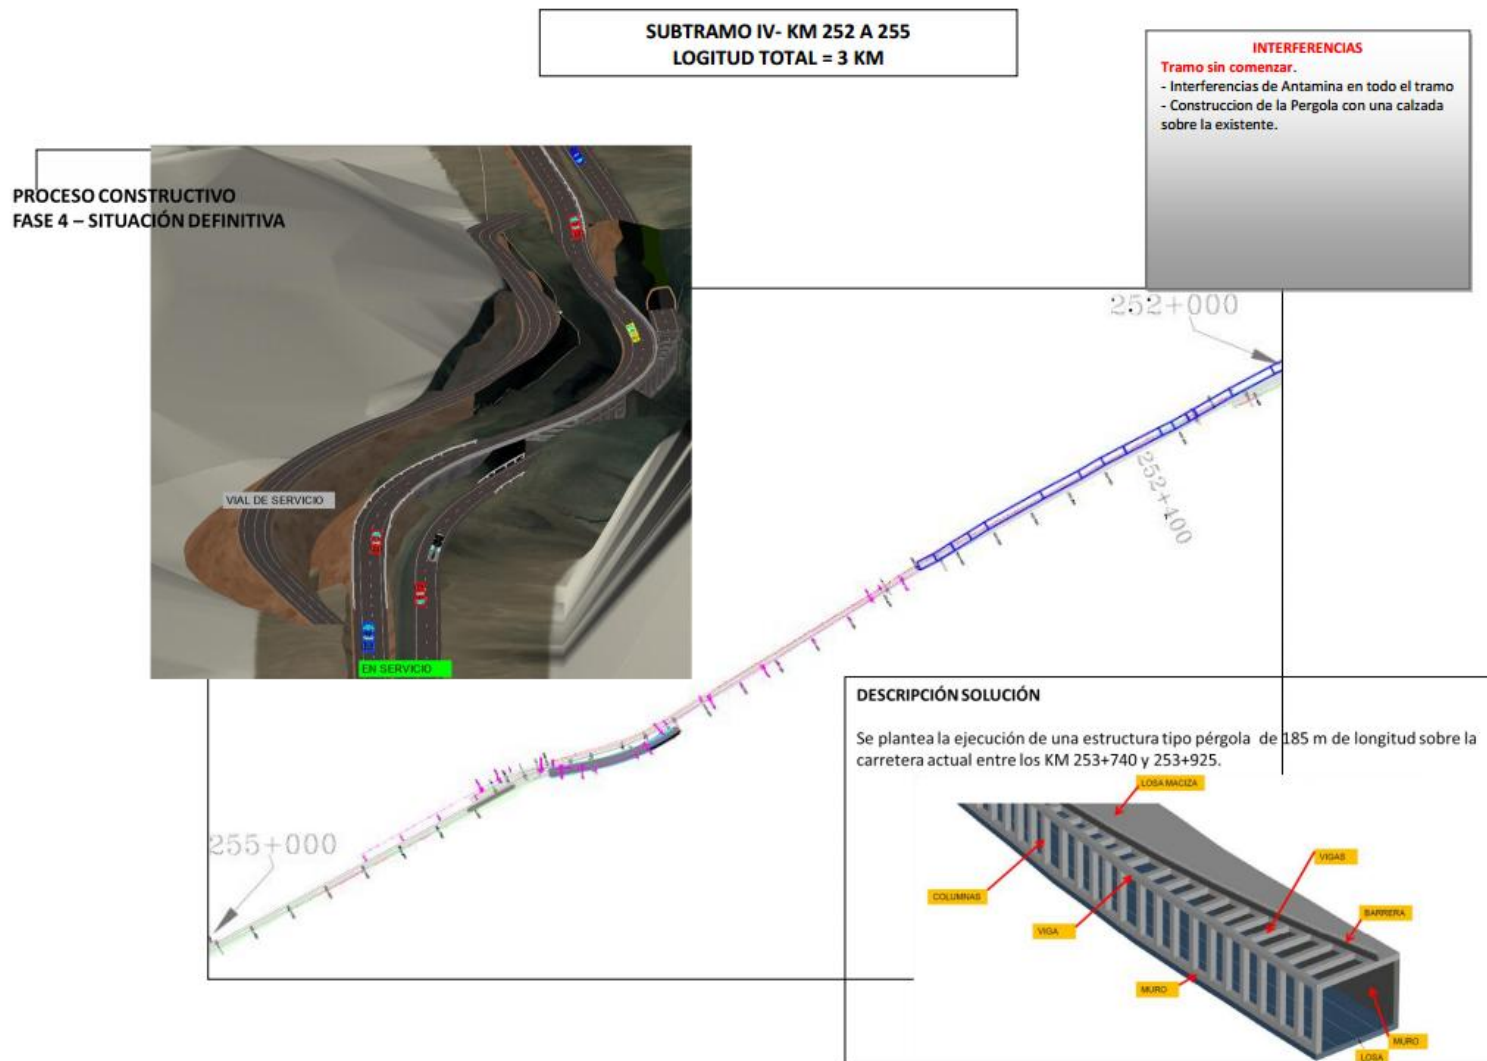 SUBTRAMO IV- KM 252 A 255
LOGITUD TOTAL = 3 KM
INTERFERENCIAS
Tramo sin comenzar.
- Interferencias de Antamina en todo el tramo
- Construccion de la Pergola con una calzada
sobre la existente.
PROCESO CONSTRUCTIVO
FASE 4 – SITUACIÓN DEFINITIVA
VIAL DE SERVICIO
EN SERVICIO
252+000
252+400
255+000
DESCRIPCIÓN SOLUCIÓN
Se plantea la ejecución de una estructura tipo pérgola de 185 m de longitud sobre la
carretera actual entre los KM 253+740 y 253+925.
LOSA MACIZA
VIGAS
COLUMNAS
BARRERA
VIGA
MURO
MURO
LOSA